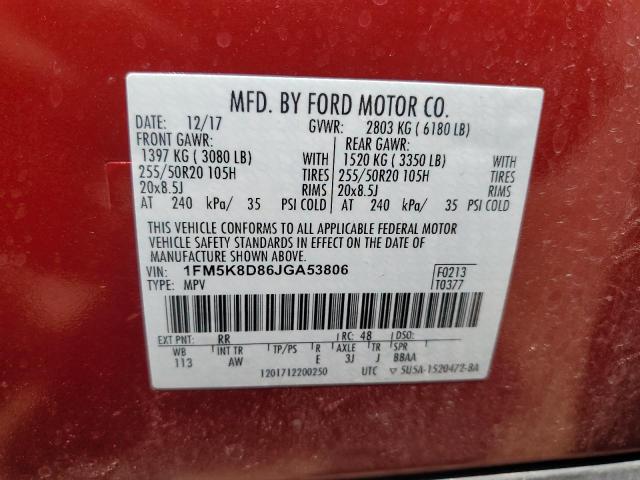 MFD. BY FORD MOTOR CO.
DATE: 12/17 GVWR: 2803 KG ( 6180 LB)
FRONT GAWR: REAR GAWR:
1397 KG ( 3080 LB) WITH 1520 KG ( 3350 LB) WITH
255/50R20 105H TIRES 255/50R20 105H TIRES
20x8.5J RIMS 20x8.5J RIMS
AT 240 kPa/ 35 PSI COLD AT 240 kPa/ 35 PSI COLD
THIS VEHICLE CONFORMS TO ALL APPLICABLE FEDERAL MOTOR
VEHICLE SAFETY STANDARDS IN EFFECT ON THE DATE OF
MANUFACTURE SHOWN ABOVE.
VIN: 1FM5K8D86JGA53806 F0213
TYPE: MPV T0377
EXT PNT: RR RC: 48 DSO:
WB INT TR TP/PS R AXLE TR SPR
113 AW E 3J J BBAA
1201712200250 UTC ▽ 5U5A-1520472-BA